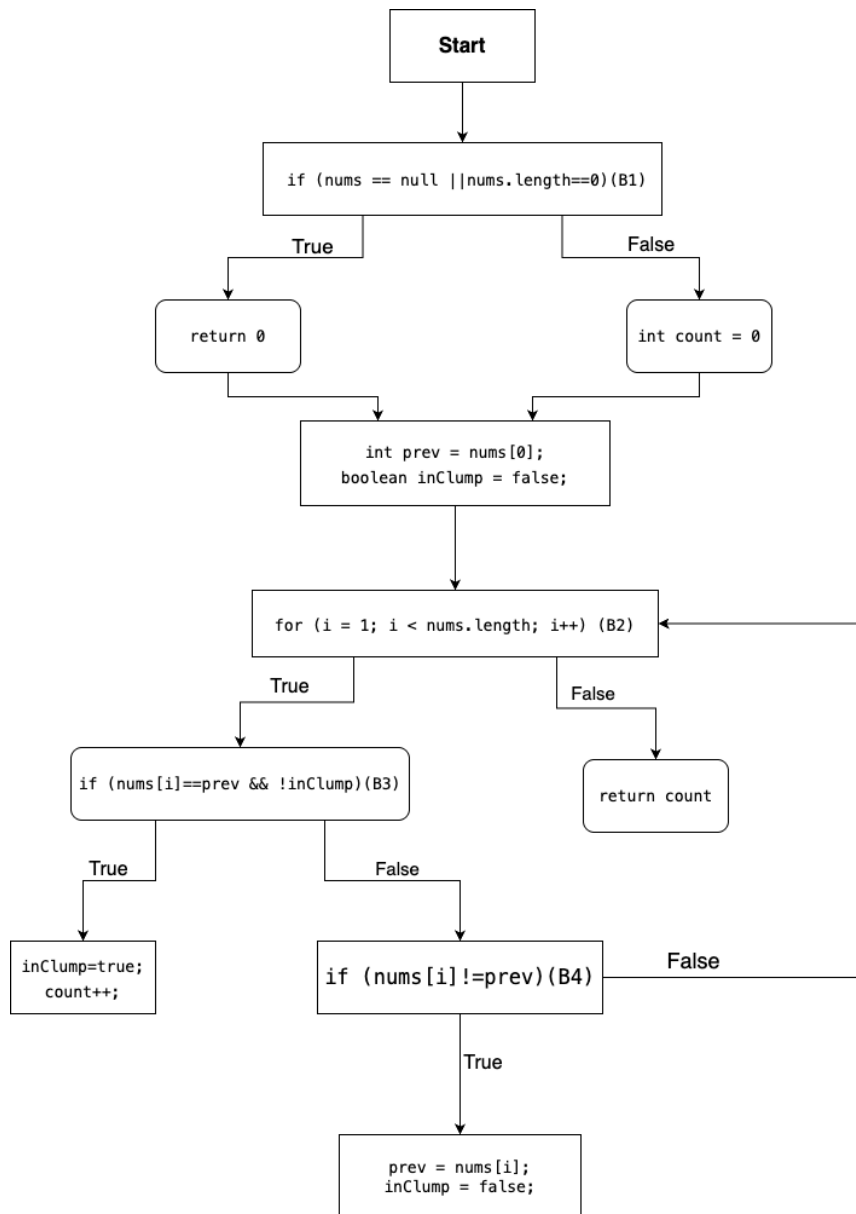 Start
if (nums == null ||nums.length==0)(B1)
True
False
return 0
int count = 0
int prev = nums[0];
boolean inClump = false;
for (i = 1; i < nums.length; i++) (B2)
True
False
if (nums[i]==prev && !inClump)(B3)
return count
True
False
inClump=true;
count++;
if (nums[i]!=prev)(B4)
False
True
prev = nums[i];
inClump = false;